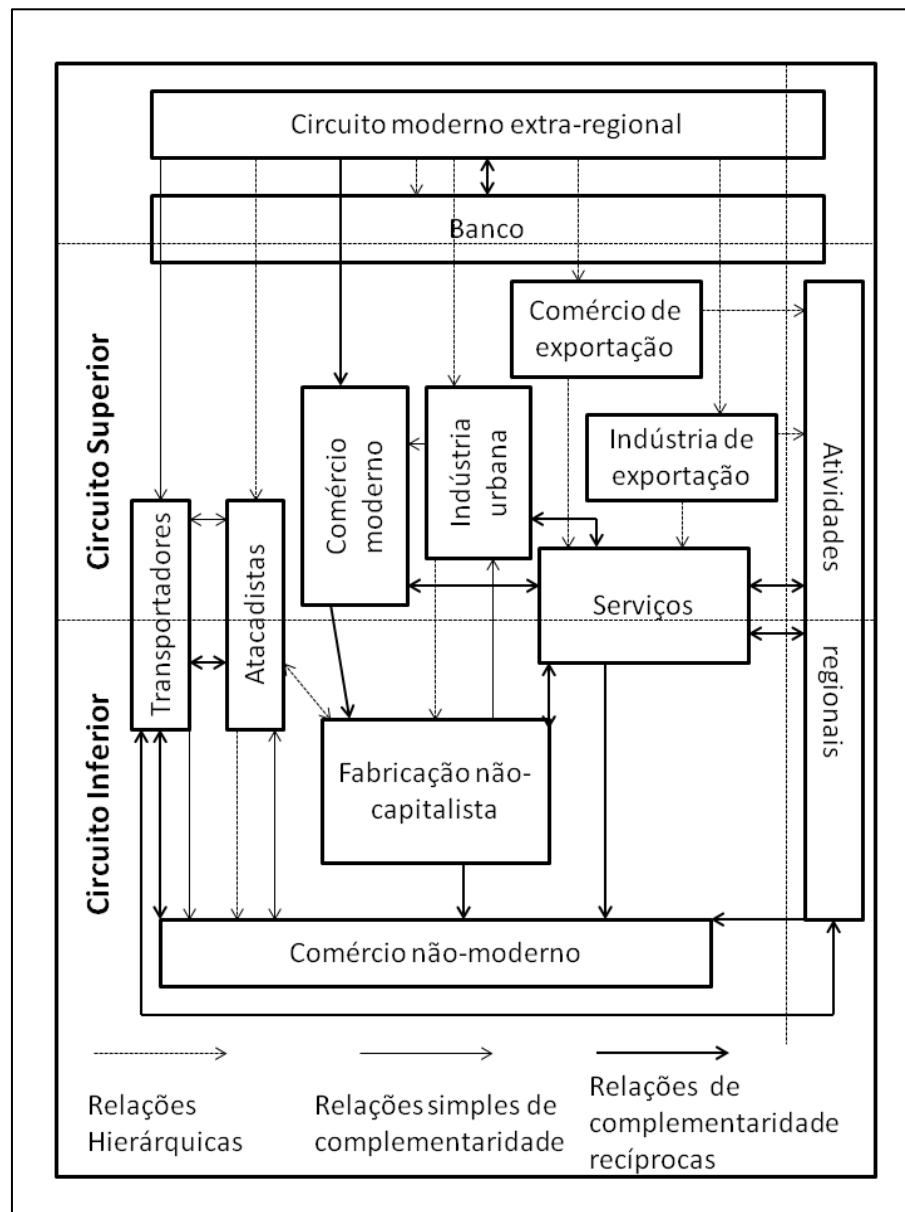 Circuito moderno extra-regional
Banco
Comércio de
exportação
Indústria de
exportação
Circuito Superior
Comércio
moderno
Indústria
urbana
Atividades
regionais
Transportadores
Atacadistas
Serviços
Circuito Inferior
Fabricação não-
capitalista
Comércio não-moderno
Relações
Hierárquicas
Relações simples de
complementaridade
Relações de
complementaridade
recíprocas